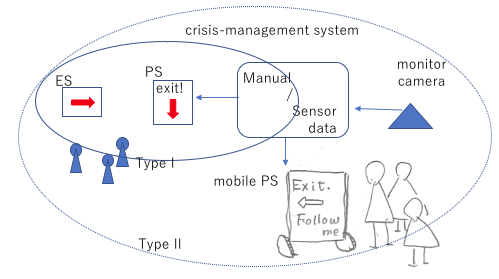 crisis-management system
monitor
camera
ES
PS
exit!
Manual
/
Sensor
data
Type I
mobile PS
Exit.
Follow
me
Type II